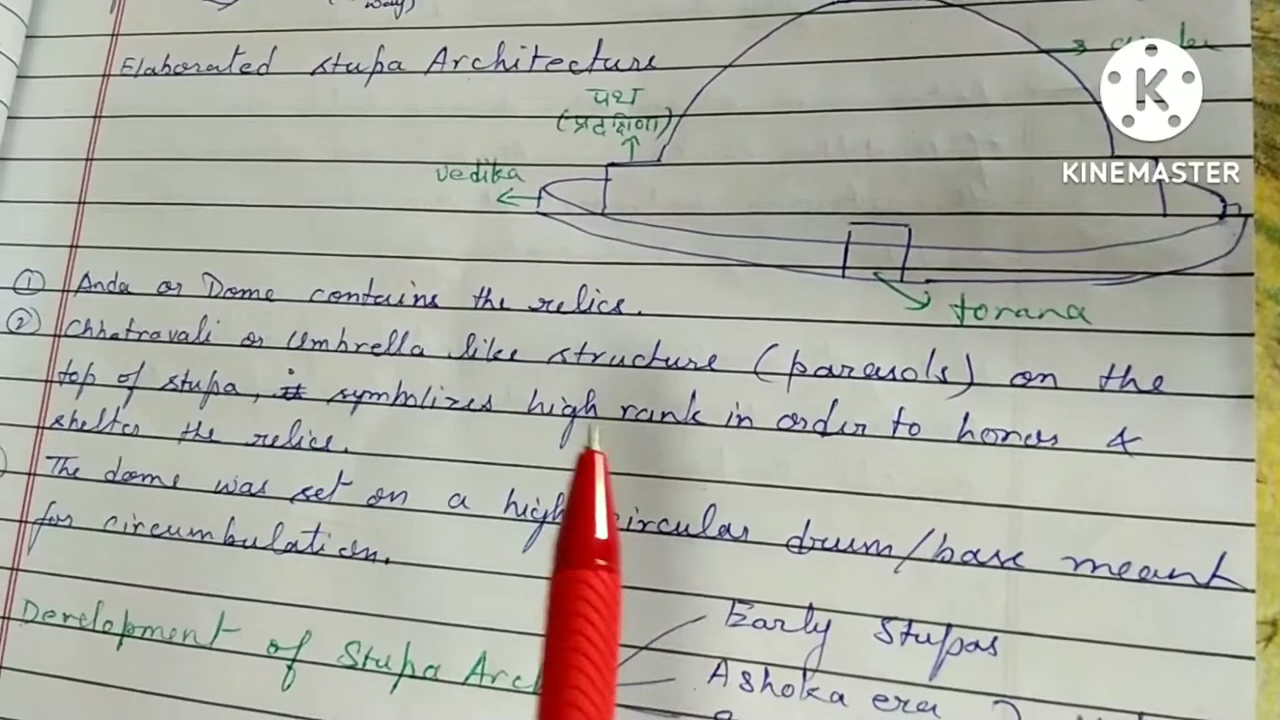 way)
Elaborated stupa Architecture
पथ
(प्रदक्षिणा)
vedika
KINEMASTER
① Anda or Dome contains the relics.
torana
② Chhatravali or Umbrella like structure (parasols) on the
top of stupa, it symbolizes high rank in order to honor &
shelter the relics.
The dome was set on a high circular drum/base meant
for circumbulation.
Development of Stupa Arc
Early Stupas
Ashoka era